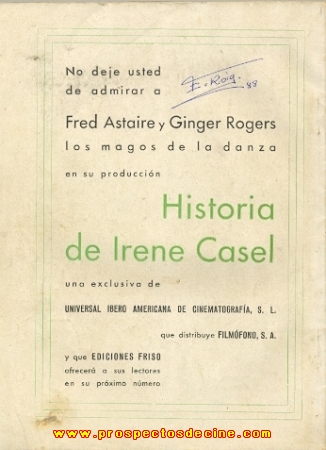 No deje usted
de admirar a
E. Roig.
88
Fred Astaire y Ginger Rogers
los magos de la danza
en su producción
Historia
de Irene Casel
una exclusiva de
UNIVERSAL IBERO AMERICANA DE CINEMATOGRAFÍA, S. L.
que distribuye FILMÓFONO, S. A.
y que EDICIONES FRISO
ofrecerá a sus lectores
en su próximo número
www.prospectosdecine.com